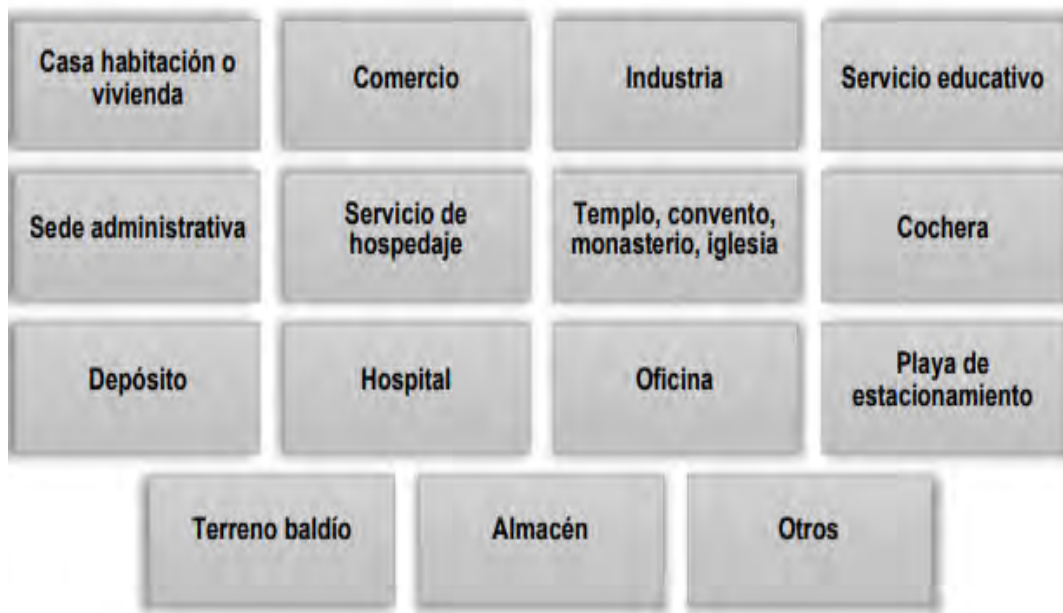 Casa habitación o
vivienda
Comercio
Industria
Servicio educativo
Sede administrativa
Servicio de
hospedaje
Templo, convento,
monasterio, iglesia
Cochera
Depósito
Hospital
Oficina
Playa de
estacionamiento
Terreno baldío
Almacén
Otros